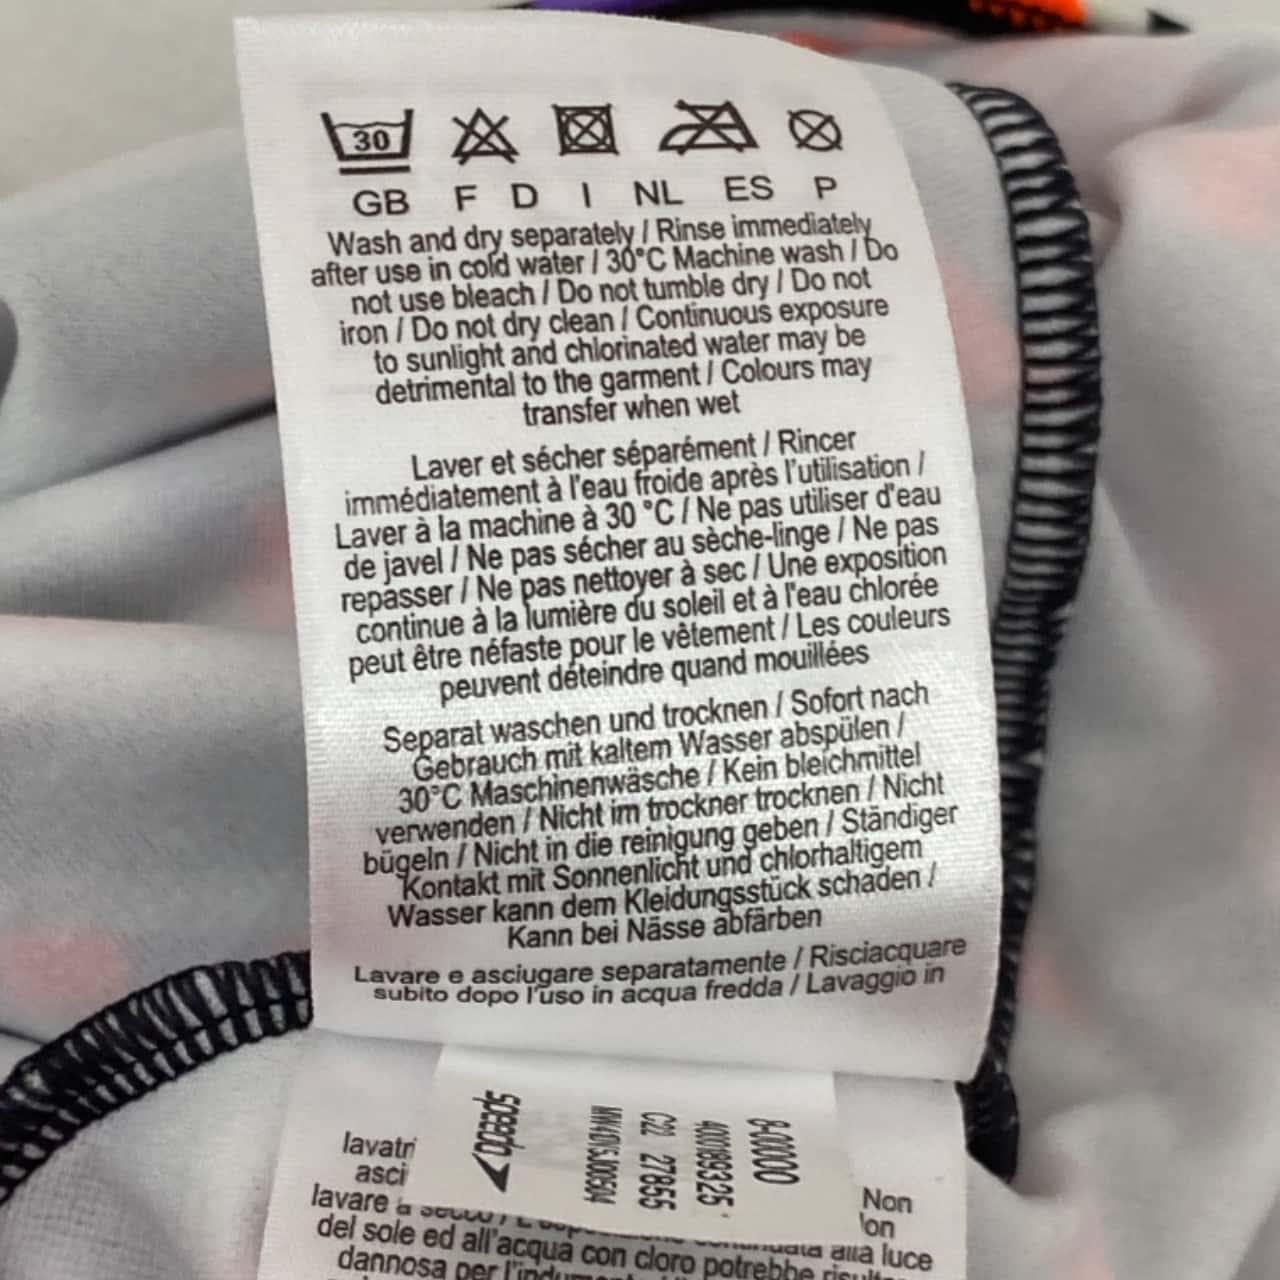 30
GB F D I NL ES P
Wash and dry separately / Rinse immediately
after use in cold water / 30°C Machine wash / Do
not use bleach / Do not tumble dry / Do not
iron / Do not dry clean / Continuous exposure
to sunlight and chlorinated water may be
detrimental to the garment / Colours may
transfer when wet
Laver et sécher séparément / Rincer
immédiatement à l'eau froide après l'utilisation /
Laver à la machine à 30 °C / Ne pas utiliser d'eau
de javel / Ne pas sécher au sèche-linge / Ne pas
repasser / Ne pas nettoyer à sec / Une exposition
continue à la lumière du soleil et à l'eau chlorée
peut être néfaste pour le vêtement / Les couleurs
peuvent déteindre quand mouillées
Separat waschen und trocknen / Sofort nach
Gebrauch mit kaltem Wasser abspülen /
30°C Maschinenwäsche / Kein bleichmittel
verwenden / Nicht im trockner trocknen / Nicht
bügeln / Nicht in die reinigung geben / Ständiger
Kontakt mit Sonnenlicht und chlorhaltigem
Wasser kann dem Kleidungsstück schaden /
Kann bei Nässe abfärben
Lavare e asciugare separatamente / Risciacquare
subito dopo l'uso in acqua fredda / Lavaggio in
speedo
C22 27855
4000189325
8-00000
lavatri
asci Non
lavare a
del sole ed all'acqua con cloro potrebbe
dannosa per
alla luce